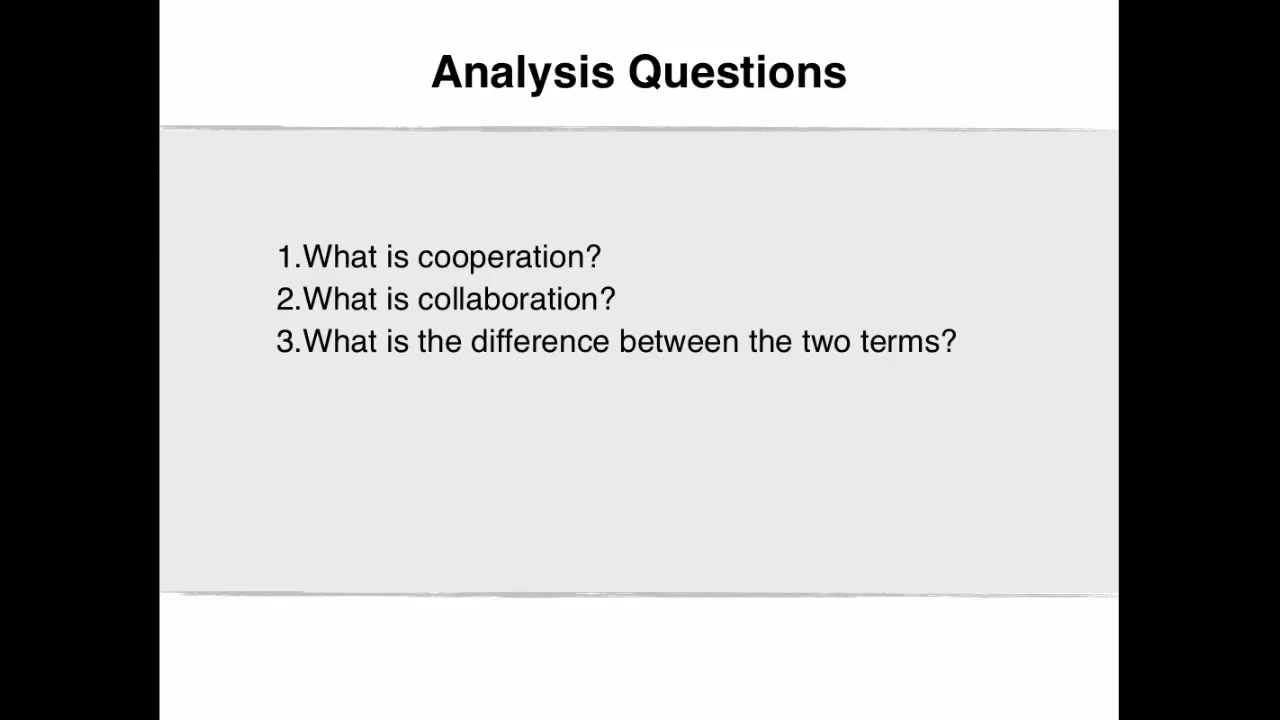 Analysis Questions
1.What is cooperation?
2.What is collaboration?
3.What is the difference between the two terms?